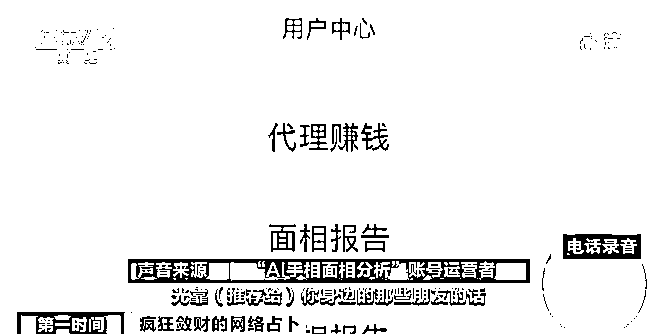 用户中心
代理赚钱
面相报告
电话录音
声音来源 “AI手相面相分析”账号运营者
光靠（推荐给）你身边的那些朋友的话
第一时间 疯狂敛财的网络占卜